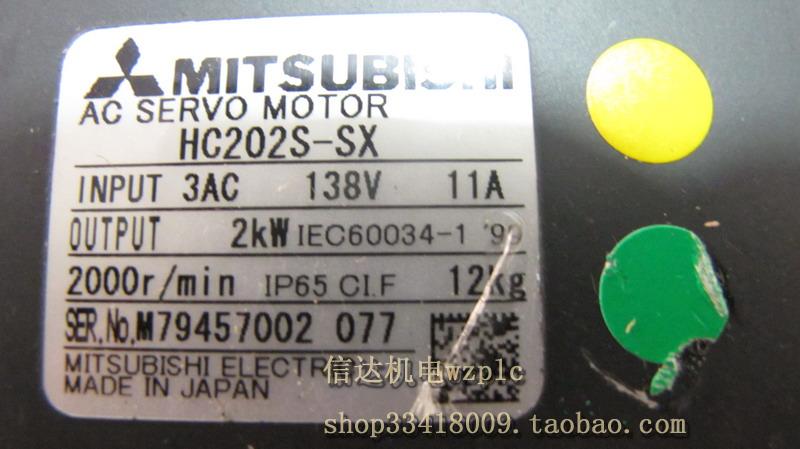 MITSUBISHI
AC SERVO MOTOR
HC202S-SX
INPUT 3AC 138V 11A
OUTPUT 2kW IEC60034-1 '99
2000r/min IP65 CI.F 12kg
SER.No.M79457002 077
MITSUBISHI ELECTRIC
MADE IN JAPAN
信达机电wzplc
shop33418009.taobao.com